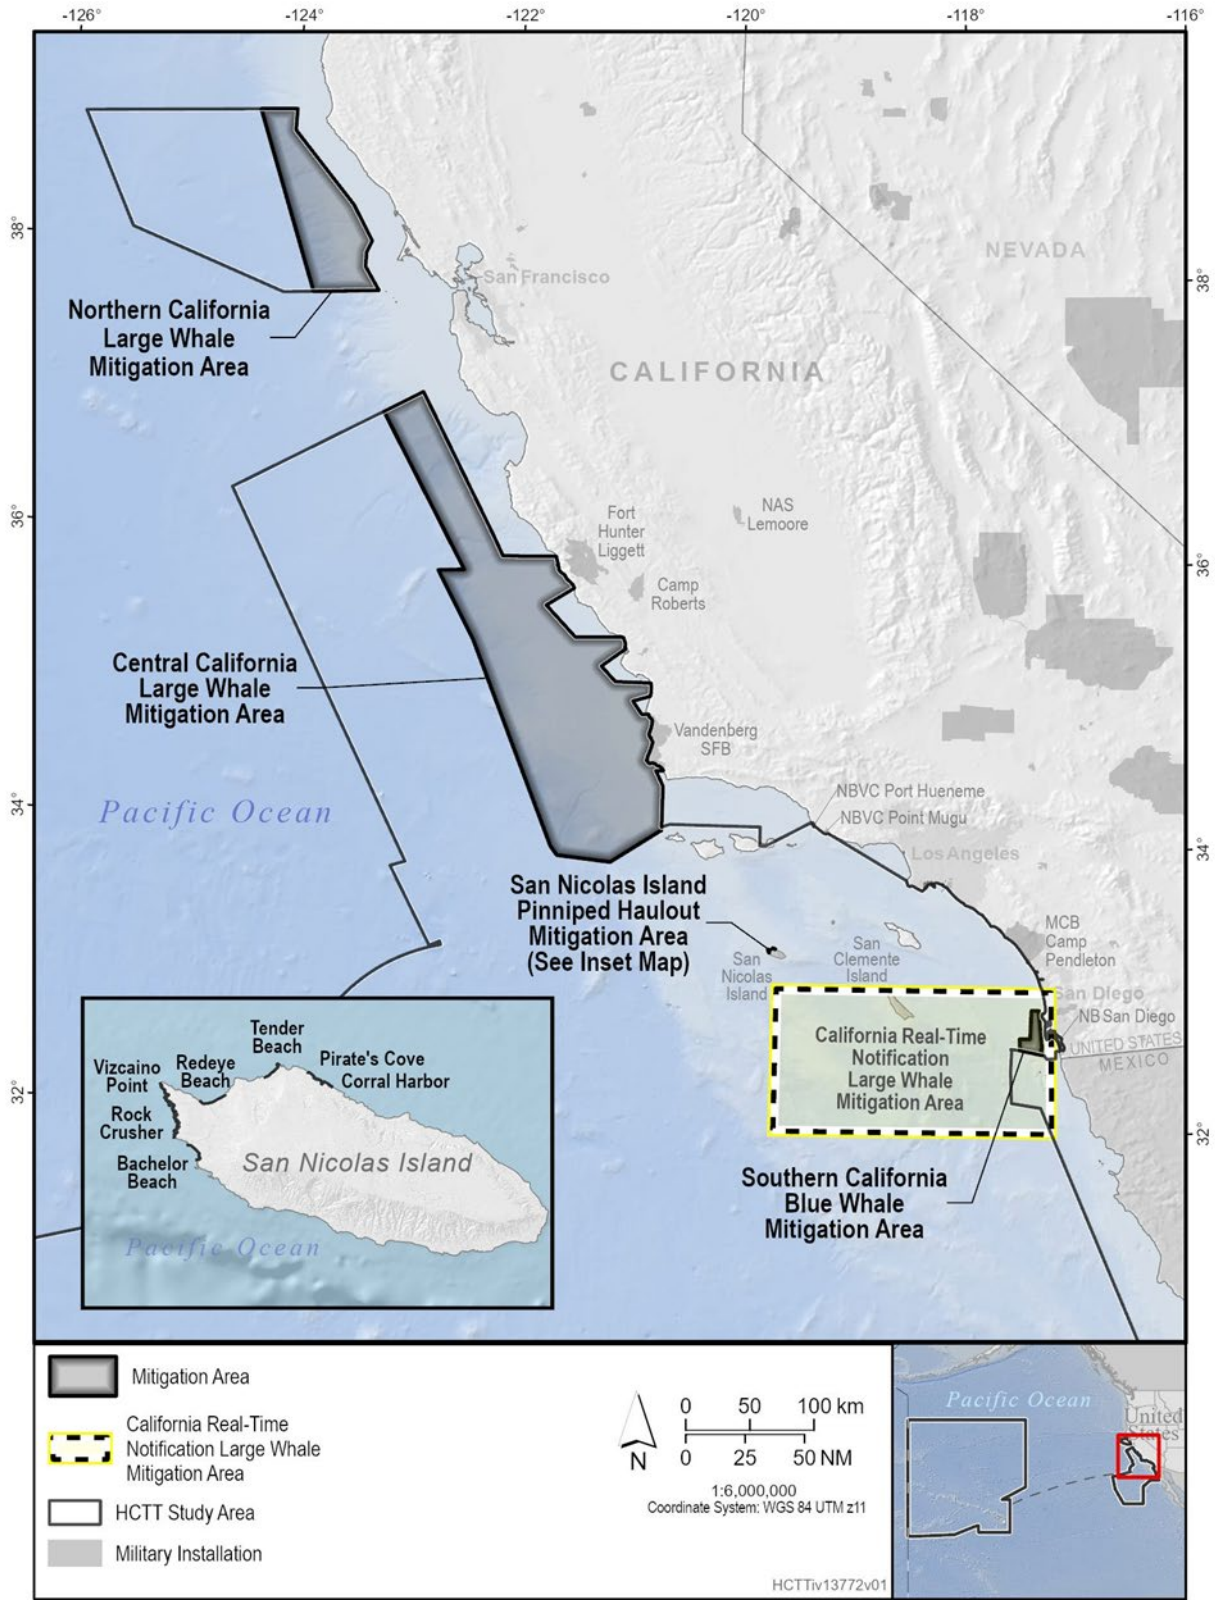 -126°
-124°
-122°
-120°
-118°
-116°
38°
36°
34°
32°
38°
36°
34°
32°
NEVADA
San Francisco
Northern California
Large Whale
Mitigation Area
CALIFORNIA
Fort
Hunter
Liggett
NAS
Lemoore
Camp
Roberts
Central California
Large Whale
Mitigation Area
Vandenberg
SFB
Pacific Ocean
NBVC Port Hueneme
NBVC Point Mugu
Los Angeles
San Nicolas Island
Pinniped Haulout
Mitigation Area
(See Inset Map)
San
Nicolas
Island
San
Clemente
Island
MCB
Camp
Pendleton
San Diego
NB San Diego
UNITED STATES
MEXICO
California Real-Time
Notification
Large Whale
Mitigation Area
Southern California
Blue Whale
Mitigation Area
Tender
Beach
Vizcaino
Point
Redeye
Beach
Pirate's Cove
Corral Harbor
Rock
Crusher
Bachelor
Beach
San Nicolas Island
Pacific Ocean
Mitigation Area
California Real-Time
Notification Large Whale
Mitigation Area
HCTT Study Area
Military Installation
N
0 50 100 km
0 25 50 NM
1:6,000,000
Coordinate System: WGS 84 UTM z11
HCTTiv13772v01
Pacific Ocean
United
States